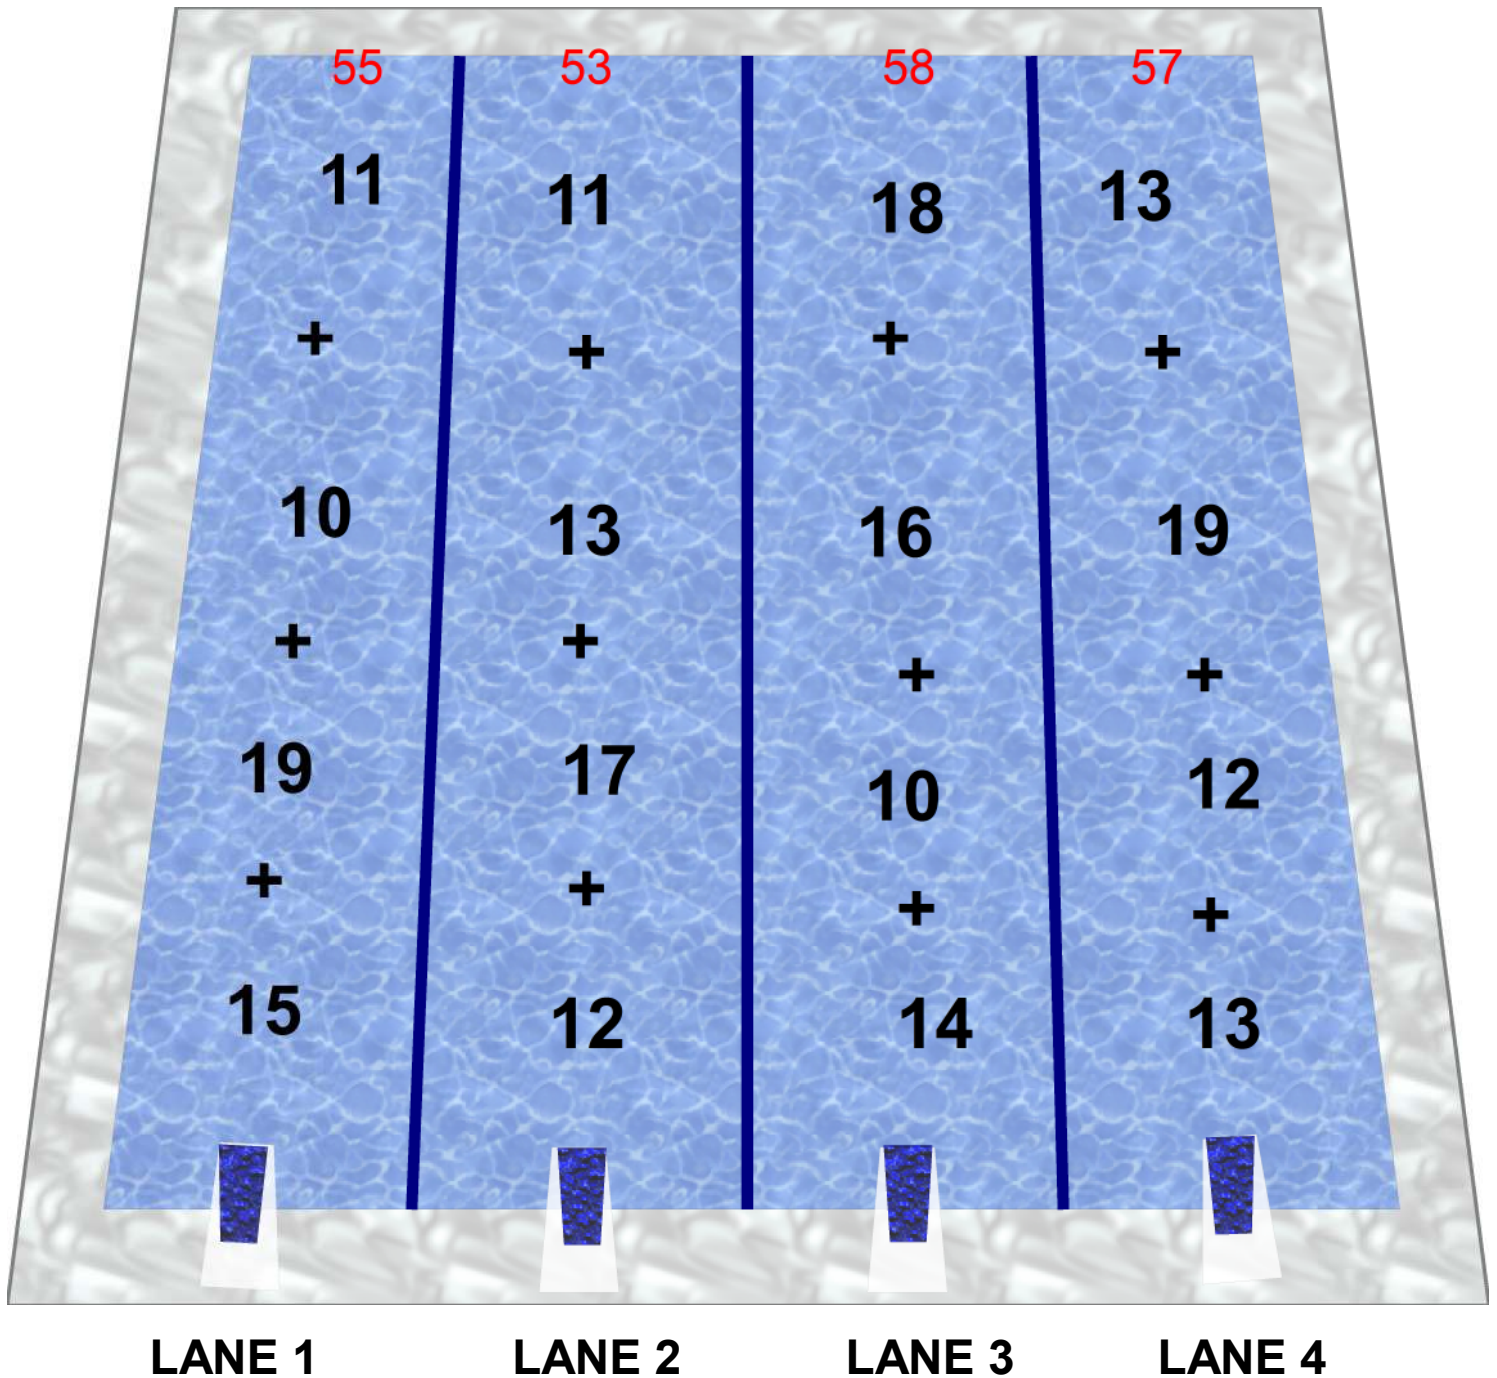 55 53 58 57
11 11 18 13
+ + + +
10 13 16 19
+ + + +
19 17 10 12
+ + + +
15 12 14 13
LANE 1 LANE 2 LANE 3 LANE 4